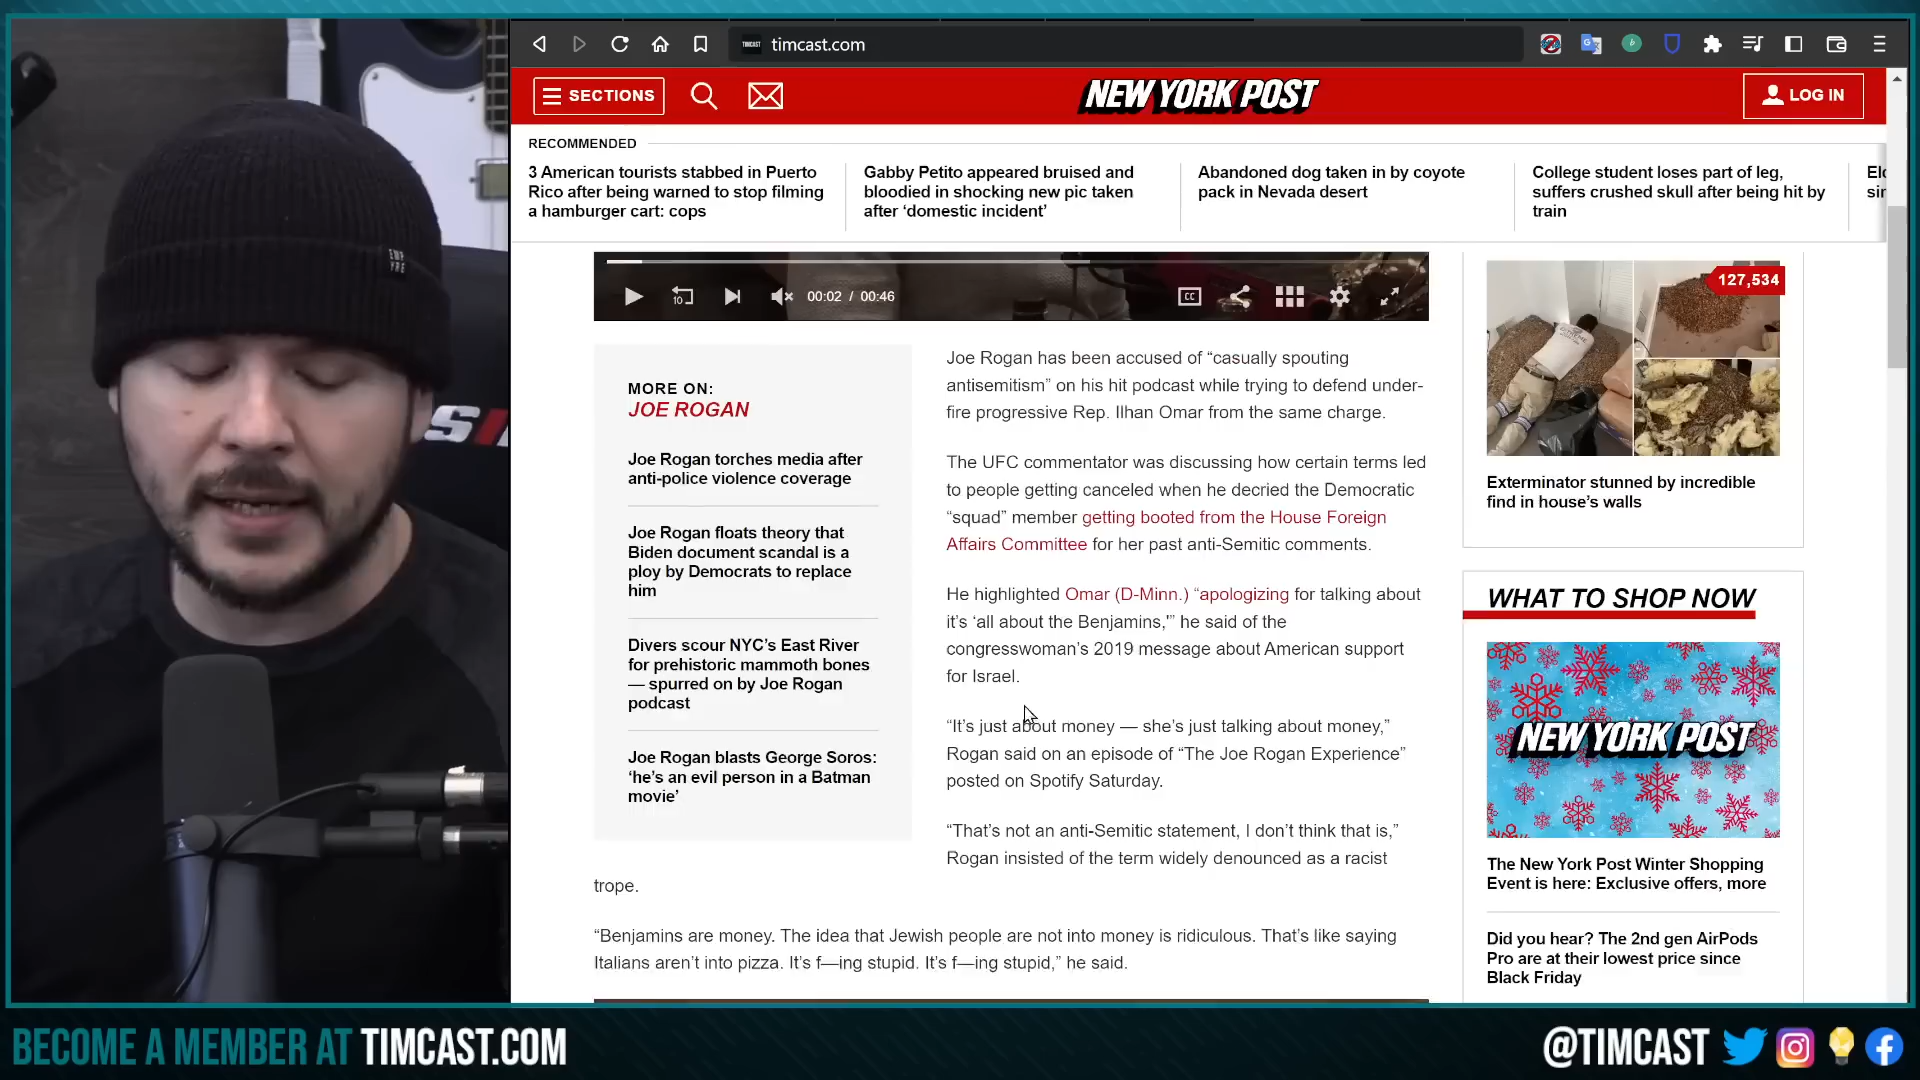 TIMCAST timcast.com
SECTIONS
NEW YORK POST
LOG IN
RECOMMENDED
3 American tourists stabbed in Puerto
Rico after being warned to stop filming
a hamburger cart: cops
Gabby Petito appeared bruised and
bloodied in shocking new pic taken
after ‘domestic incident’
Abandoned dog taken in by coyote
pack in Nevada desert
College student loses part of leg,
suffers crushed skull after being hit by
train
10
00:02 / 00:46
CC
MORE ON:
JOE ROGAN
Joe Rogan torches media after
anti-police violence coverage
Joe Rogan floats theory that
Biden document scandal is a
ploy by Democrats to replace
him
Divers scour NYC’s East River
for prehistoric mammoth bones
— spurred on by Joe Rogan
podcast
Joe Rogan blasts George Soros:
‘he’s an evil person in a Batman
movie’
Joe Rogan has been accused of “casually spouting
antisemitism” on his hit podcast while trying to defend under-
fire progressive Rep. Ilhan Omar from the same charge.
The UFC commentator was discussing how certain terms led
to people getting canceled when he decried the Democratic
“squad” member getting booted from the House Foreign
Affairs Committee for her past anti-Semitic comments.
He highlighted Omar (D-Minn.) “apologizing for talking about
it’s ‘all about the Benjamins,'” he said of the
congresswoman’s 2019 message about American support
for Israel.
“It’s just about money — she’s just talking about money,”
Rogan said on an episode of “The Joe Rogan Experience”
posted on Spotify Saturday.
“That’s not an anti-Semitic statement, I don’t think that is,”
Rogan insisted of the term widely denounced as a racist
trope.
“Benjamins are money. The idea that Jewish people are not into money is ridiculous. That’s like saying
Italians aren’t into pizza. It’s f—ing stupid. It’s f—ing stupid,” he said.
127,534
Exterminator stunned by incredible
find in house’s walls
WHAT TO SHOP NOW
NEW YORK POST
The New York Post Winter Shopping
Event is here: Exclusive offers, more
Did you hear? The 2nd gen AirPods
Pro are at their lowest price since
Black Friday
BECOME A MEMBER AT TIMCAST.COM
@TIMCAST